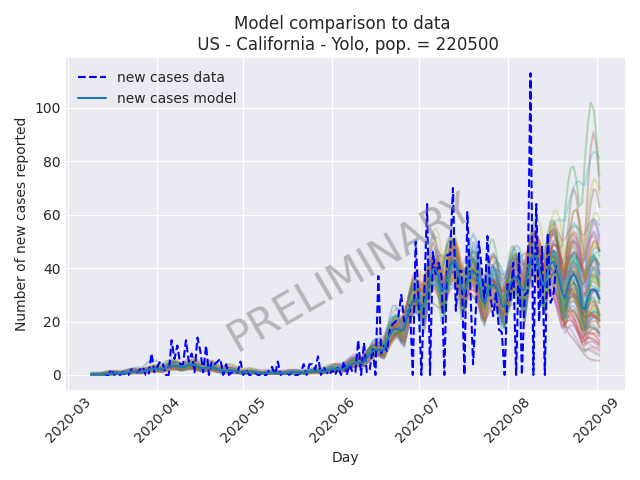 Model comparison to data
US - California - Yolo, pop. = 220500
new cases data
new cases model
Number of new cases reported
100
80
60
40
20
0
PRELIMINARY
2020-03
2020-04
2020-05
2020-06
2020-07
2020-08
2020-09
Day